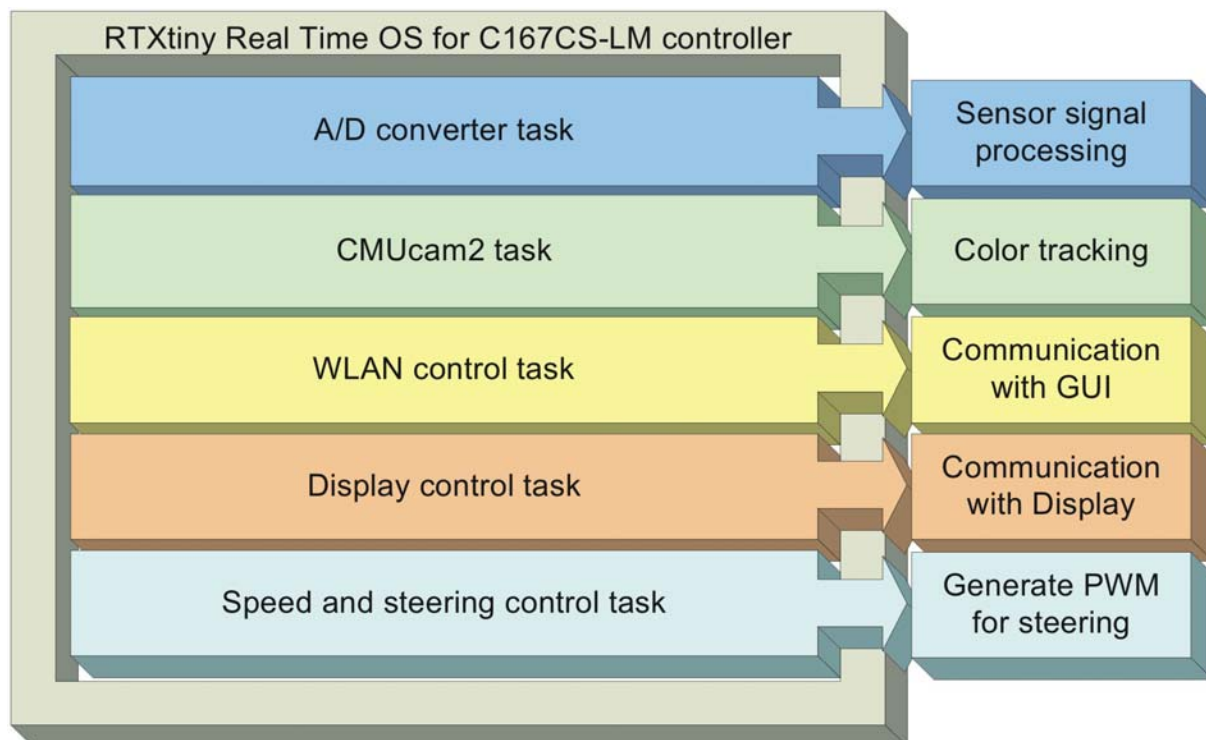 RTXtiny Real Time OS for C167CS-LM controller
A/D converter task
Sensor signal
processing
CMUcam2 task
Color tracking
WLAN control task
Communication
with GUI
Display control task
Communication
with Display
Speed and steering control task
Generate PWM
for steering